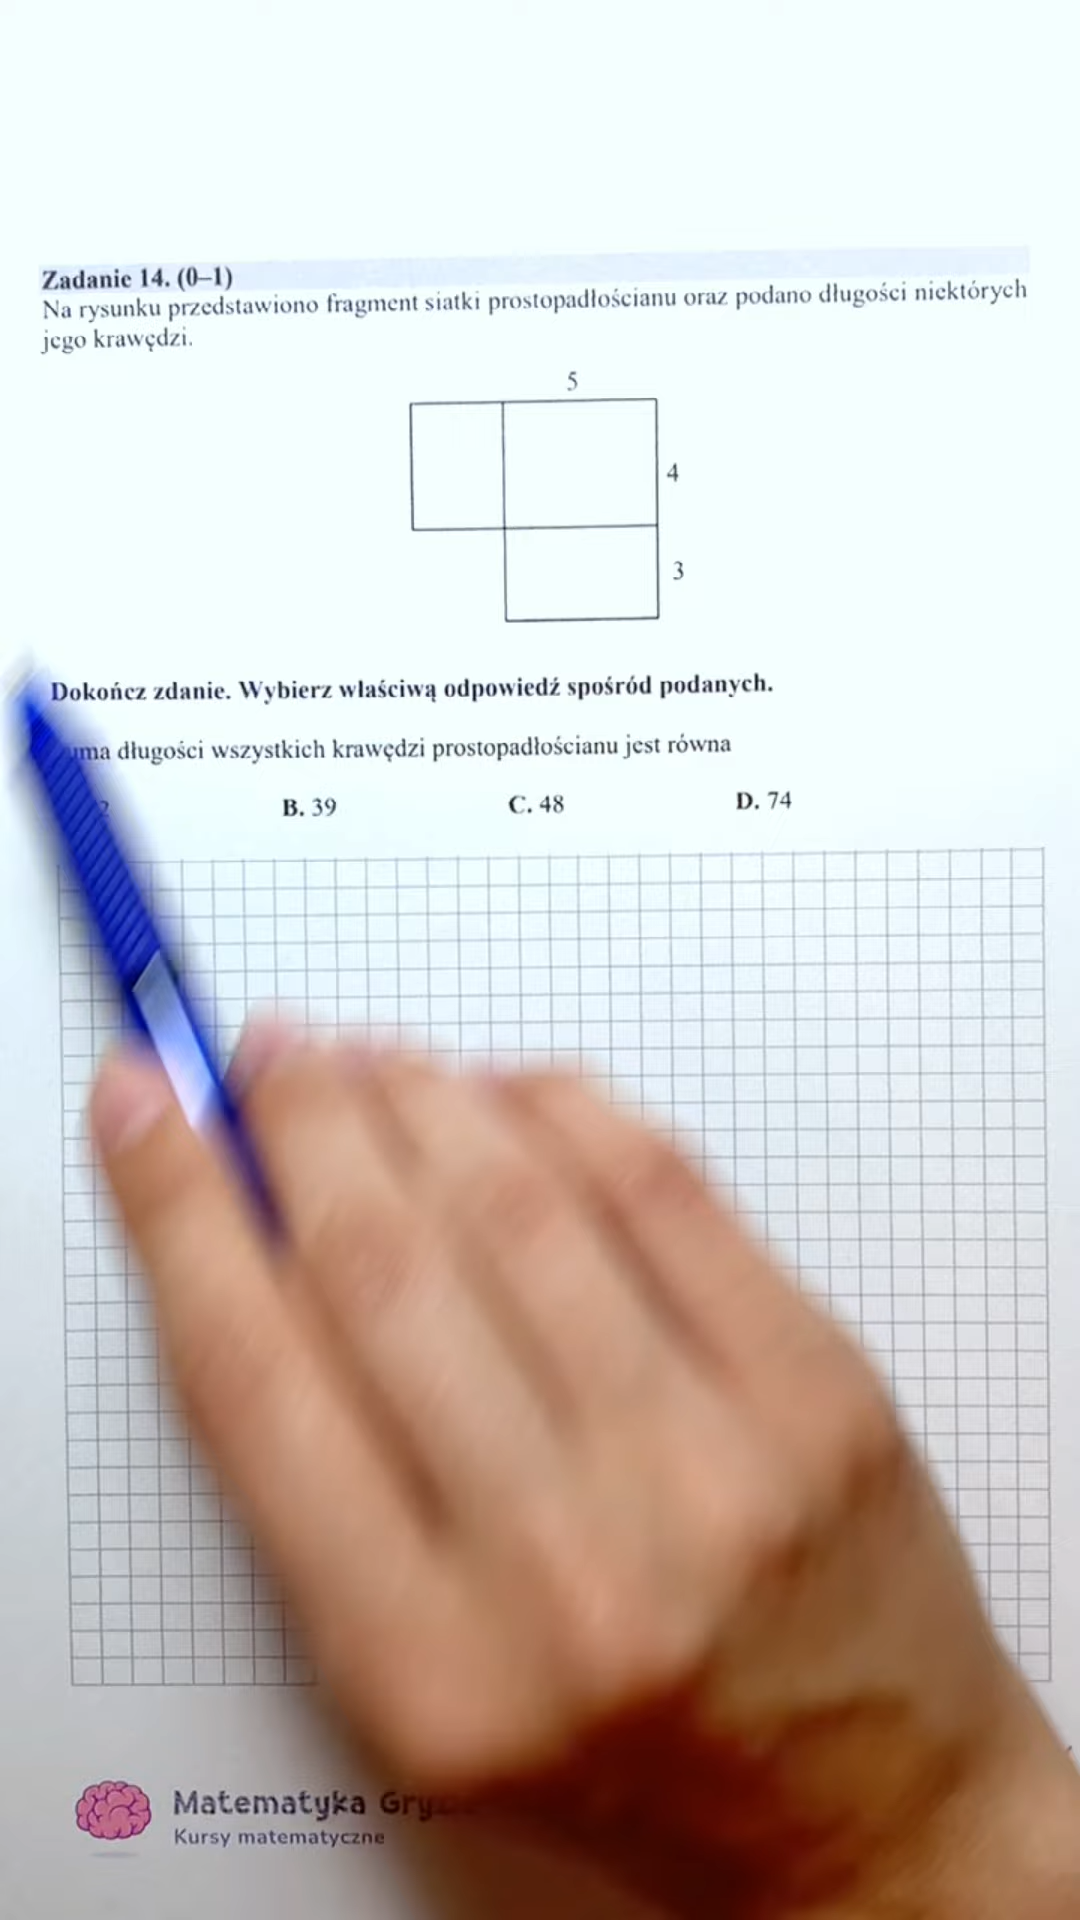 Zadanie 14. (0–1)
Na rysunku przedstawiono fragment siatki prostopadłościanu oraz podano długości niektórych
jego krawędzi.
5
4
3
Dokończ zdanie. Wybierz właściwą odpowiedź spośród podanych.
długości wszystkich krawędzi prostopadłościanu jest równa
B. 39 C. 48 D. 74
Matematyka
Kursy matematyczne